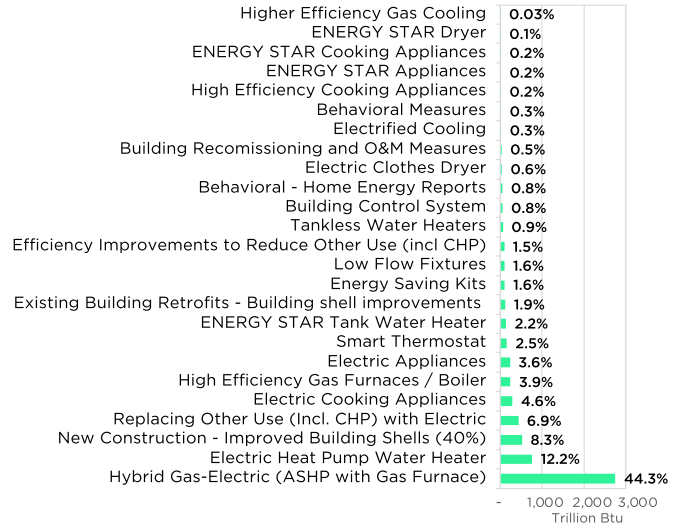 Higher Efficiency Gas Cooling 0.03%
ENERGY STAR Dryer 0.1%
ENERGY STAR Cooking Appliances 0.2%
ENERGY STAR Appliances 0.2%
High Efficiency Cooking Appliances 0.2%
Behavioral Measures 0.3%
Electrified Cooling 0.3%
Building Recomissioning and O&M Measures 0.5%
Electric Clothes Dryer 0.6%
Behavioral - Home Energy Reports 0.8%
Building Control System 0.8%
Tankless Water Heaters 0.9%
Efficiency Improvements to Reduce Other Use (incl CHP) 1.5%
Low Flow Fixtures 1.6%
Energy Saving Kits 1.6%
Existing Building Retrofits - Building shell improvements 1.9%
ENERGY STAR Tank Water Heater 2.2%
Smart Thermostat 2.5%
Electric Appliances 3.6%
High Efficiency Gas Furnaces / Boiler 3.9%
Electric Cooking Appliances 4.6%
Replacing Other Use (Incl. CHP) with Electric 6.9%
New Construction - Improved Building Shells (40%) 8.3%
Electric Heat Pump Water Heater 12.2%
Hybrid Gas-Electric (ASHP with Gas Furnace) 44.3%
- 1,000 2,000 3,000
Trillion Btu